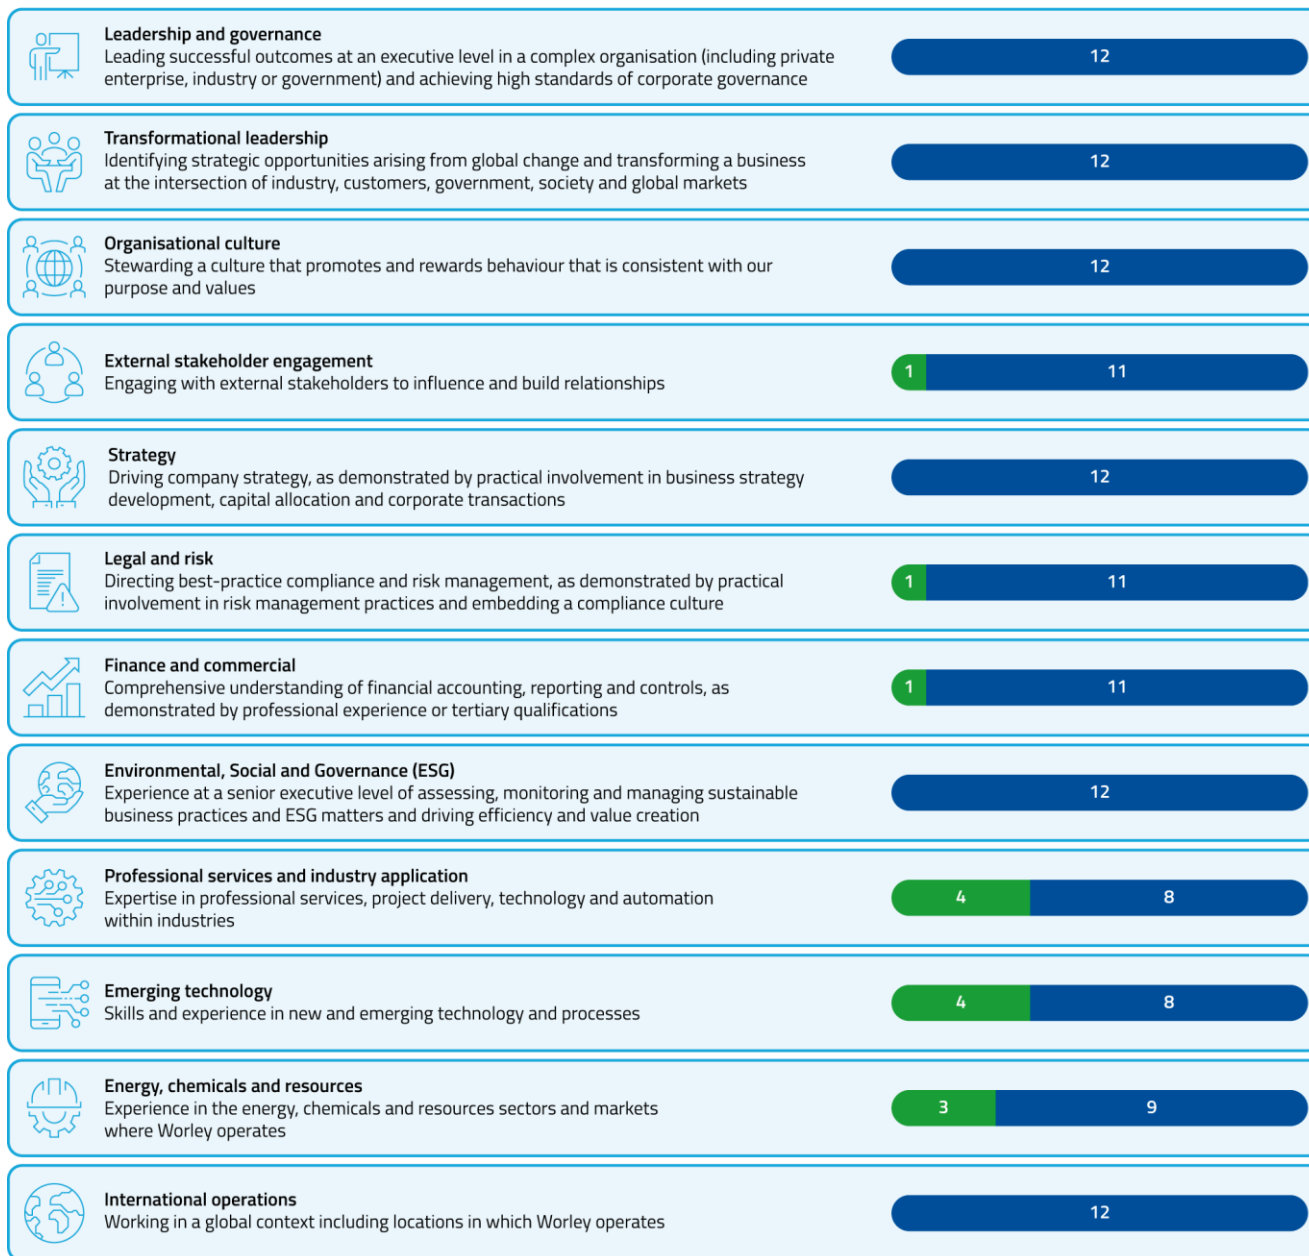 Leadership and governance
Leading successful outcomes at an executive level in a complex organisation (including private
enterprise, industry or government) and achieving high standards of corporate governance
12
Transformational leadership
Identifying strategic opportunities arising from global change and transforming a business
at the intersection of industry, customers, government, society and global markets
12
Organisational culture
Stewarding a culture that promotes and rewards behaviour that is consistent with our
purpose and values
12
External stakeholder engagement
Engaging with external stakeholders to influence and build relationships
1 11
Strategy
Driving company strategy, as demonstrated by practical involvement in business strategy
development, capital allocation and corporate transactions
12
Legal and risk
Directing best-practice compliance and risk management, as demonstrated by practical
involvement in risk management practices and embedding a compliance culture
1 11
Finance and commercial
Comprehensive understanding of financial accounting, reporting and controls, as
demonstrated by professional experience or tertiary qualifications
1 11
Environmental, Social and Governance (ESG)
Experience at a senior executive level of assessing, monitoring and managing sustainable
business practices and ESG matters and driving efficiency and value creation
12
Professional services and industry application
Expertise in professional services, project delivery, technology and automation
within industries
4 8
Emerging technology
Skills and experience in new and emerging technology and processes
4 8
Energy, chemicals and resources
Experience in the energy, chemicals and resources sectors and markets
where Worley operates
3 9
International operations
Working in a global context including locations in which Worley operates
12